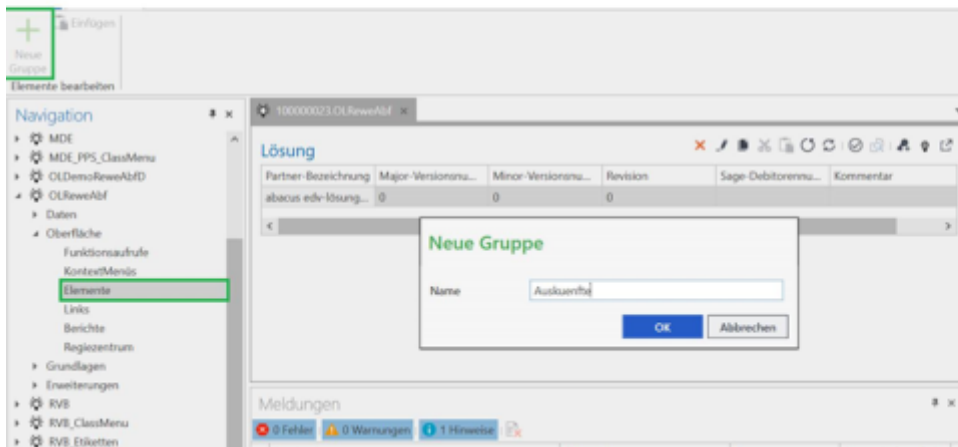 Einfügen
Neue
Gruppe
Elemente bearbeiten
Navigation
MDE
MDE_PPS_ClassMenu
OLDemoReweAbfD
OLReweAbf
Daten
Oberfläche
Funktionsaufrufe
KontextMenüs
Elemente
Links
Berichte
Regiezentrum
Grundlagen
Erweiterungen
RVB
RVB_ClassMenu
RVB Etiketten
100000023.OLReweAbf
Lösung
Partner-Bezeichnung Major-Versionsnu... Minor-Versionsnu... Revision Sage-Debitorennu... Kommentar
abacus edv-lösung... 0 0 0
Neue Gruppe
Name Auskuenfte
OK Abbrechen
Meldungen
0 Fehler 0 Warnungen 1 Hinweise